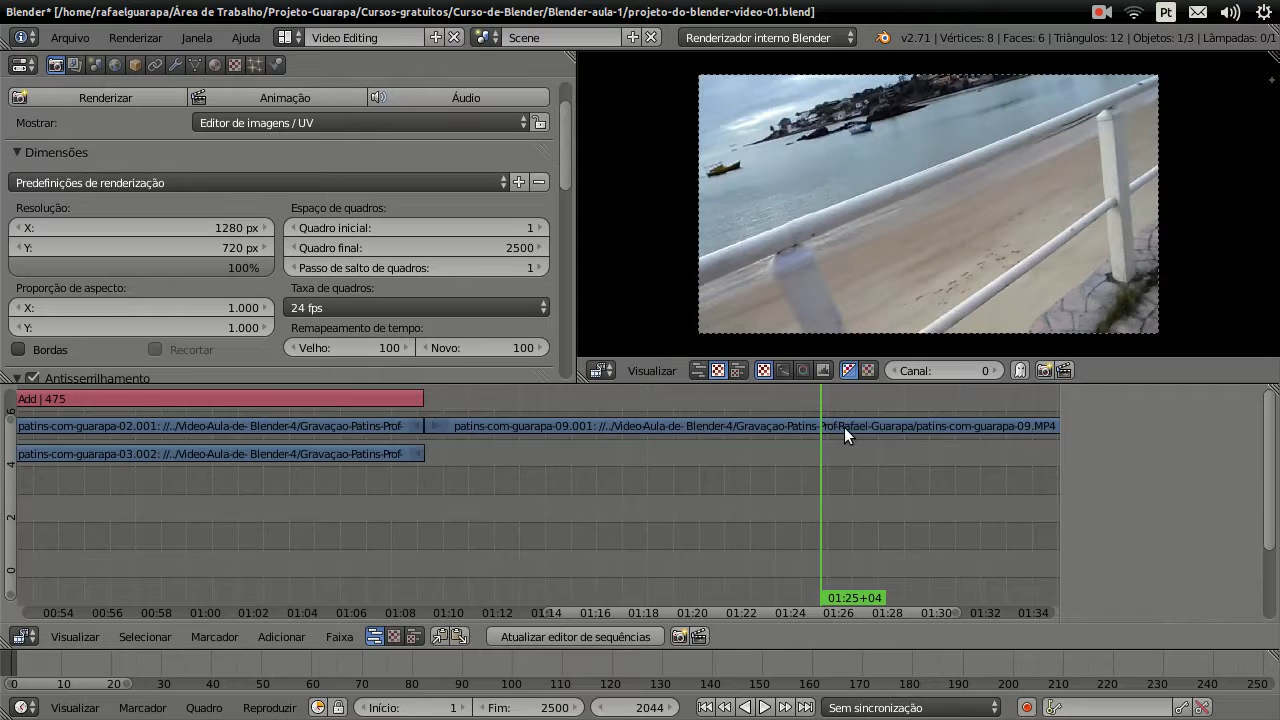 Blender* [/home/rafaelguarapa/Área de Trabalho/Projeto-Guarapa/Cursos-gratuitos/Curso-de-Blender/Blender-aula-1/projeto-do-blender-video-01.blend]
Pt
Arquivo Renderizar Janela Ajuda Video Editing Scene Renderizador interno Blender v2.71 | Vértices: 8 | Faces: 6 | Triângulos: 12 | Objetos: 1/3 | Lâmpadas: 0/1
Renderizar Animação Áudio
Mostrar: Editor de imagens / UV
Dimensões
Predefinições de renderização
Resolução: Espaço de quadros:
X: 1280 px Quadro inicial: 1
Y: 720 px Quadro final: 2500
100% Passo de salto de quadros: 1
Proporção de aspecto: Taxa de quadros:
X: 1.000 24 fps
Y: 1.000 Remapeamento de tempo:
Bordas Recortar Velho: 100 Novo: 100
Antisserrilhamento
Visualizar Canal: 0
Add | 475
6
patins-com-guarapa-02.001: //../Video-Aula-de- Blender-4/Gravaçao-Patins-Prof- patins-com-guarapa-09.001: //../Video-Aula-de- Blender-4/Gravaçao-Patins-Prof-Rafael-Guarapa/patins-com-guarapa-09.MP4
patins-com-guarapa-03.002: //../Video-Aula-de- Blender-4/Gravaçao-Patins-Prof-
4
2
0
01:25+04
00:54 00:56 00:58 01:00 01:02 01:04 01:06 01:08 01:10 01:12 01:14 01:16 01:18 01:20 01:22 01:24 01:26 01:28 01:30 01:32 01:34
Visualizar Selecionar Marcador Adicionar Faixa Atualizar editor de sequências
0 10 20 30 40 50 60 70 80 90 100 110 120 130 140 150 160 170 180 190 200 210 220 230 240 250
Visualizar Marcador Quadro Reproduzir Início: 1 Fim: 2500 2044 Sem sincronização